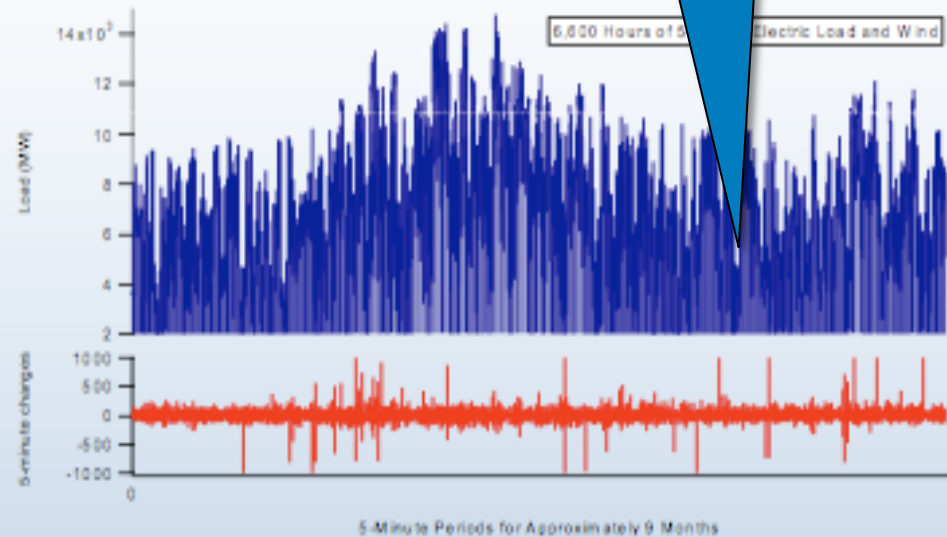 6,600 Hours of 5 Electric Load and Wind
14x10³
12
10
8
6
4
2
Load (MW)
1000
500
0
-500
-1000
5-minute changes
0
5-Minute Periods for Approximately 9 Months